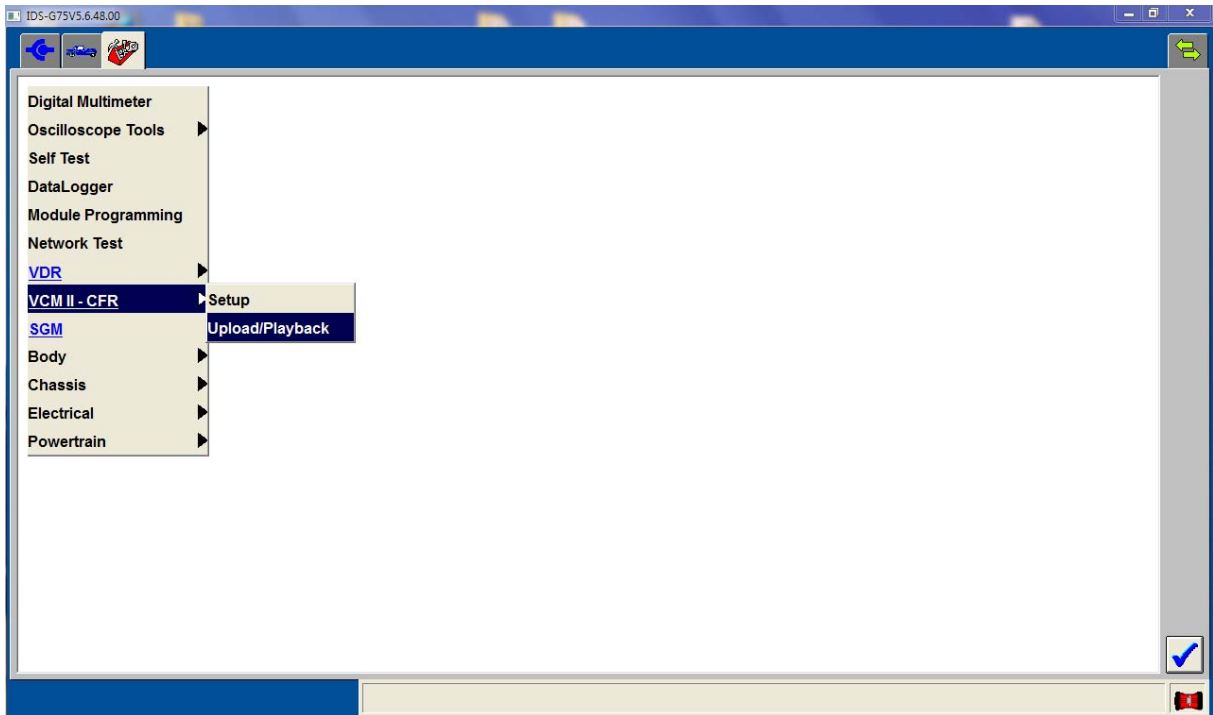 IDS-G75V5.6.48.00
Digital Multimeter
Oscilloscope Tools
Self Test
DataLogger
Module Programming
Network Test
VDR
VCM II - CFR
Setup
SGM
Upload/Playback
Body
Chassis
Electrical
Powertrain